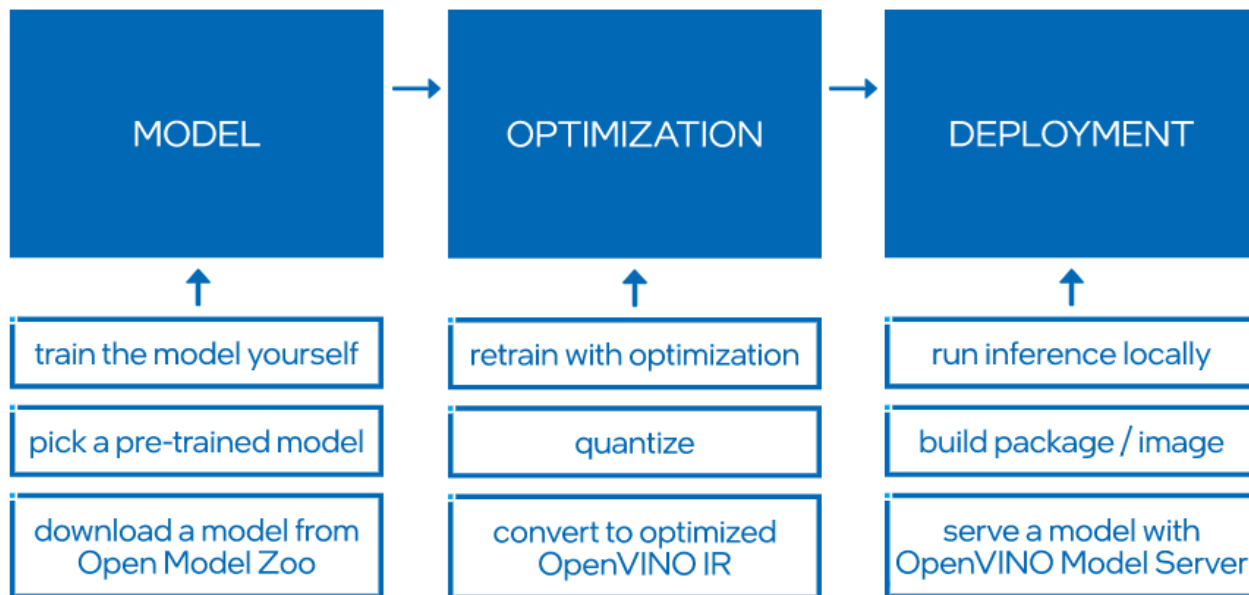 MODEL
OPTIMIZATION
DEPLOYMENT
train the model yourself
pick a pre-trained model
download a model from
Open Model Zoo
retrain with optimization
quantize
convert to optimized
OpenVINO IR
run inference locally
build package / image
serve a model with
OpenVINO Model Server